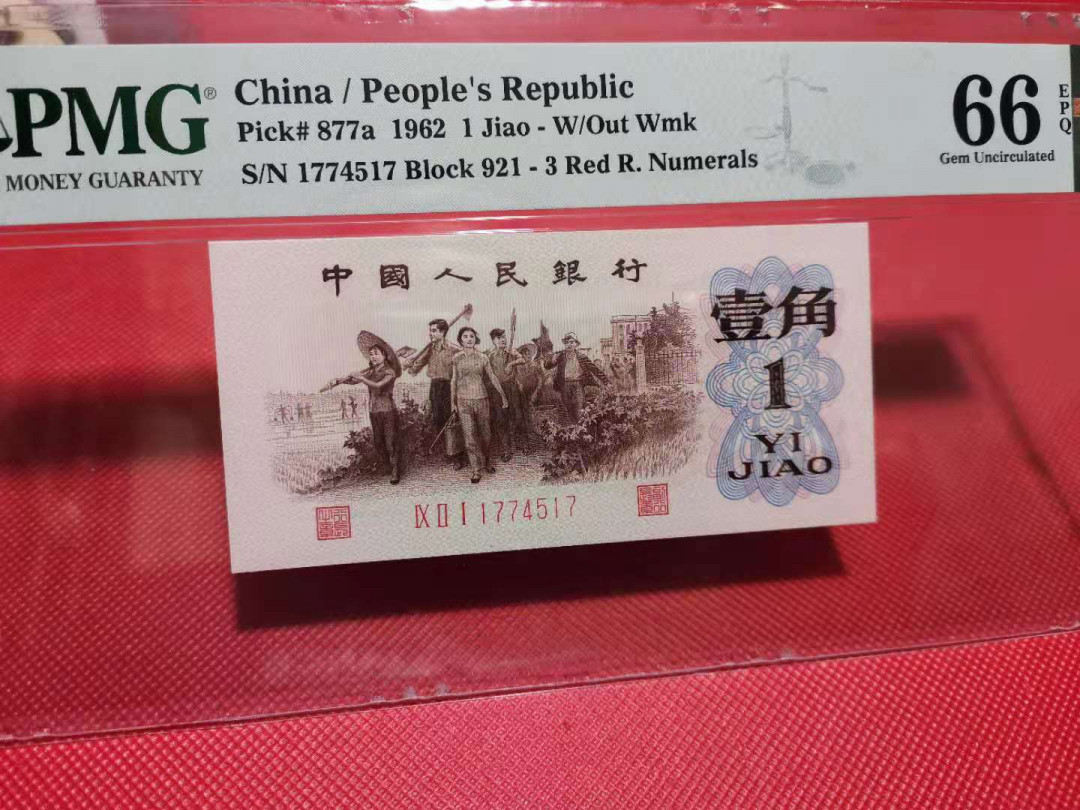 PMG® China / People's Republic
MONEY GUARANTY
Pick# 877a 1962 1 Jiao - W/Out Wmk
S/N 1774517 Block 921 - 3 Red R. Numerals
66 EPQ
Gem Uncirculated
中國人民銀行
壹角
1
YI
JIAO
IX II I 1774517